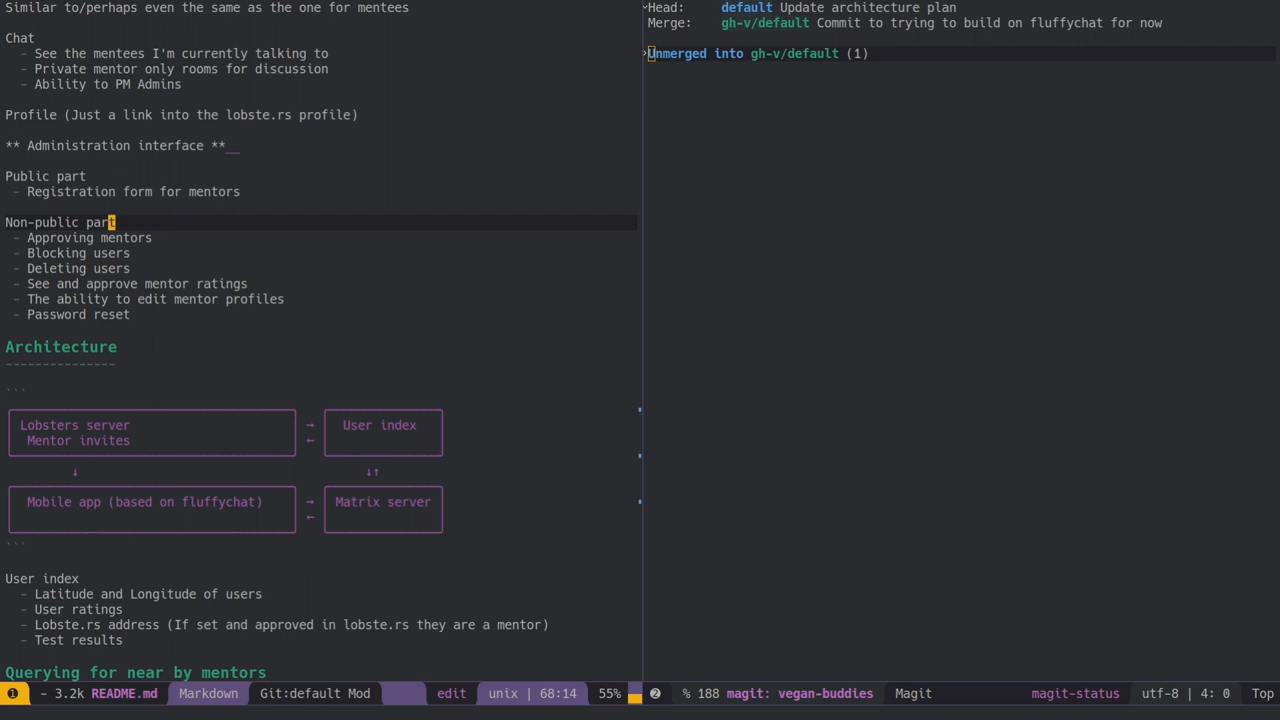 Similar to/perhaps even the same as the one for mentees
Chat
- See the mentees I'm currently talking to
- Private mentor only rooms for discussion
- Ability to PM Admins
Profile (Just a link into the lobste.rs profile)
** Administration interface **__
Public part
- Registration form for mentors
Non-public part
- Approving mentors
- Blocking users
- Deleting users
- See and approve mentor ratings
- The ability to edit mentor profiles
- Password reset
Architecture
---------------
```
Lobsters server → User index
Mentor invites ←
↓ ↓↑
Mobile app (based on fluffychat) → Matrix server
←
```
User index
- Latitude and Longitude of users
- User ratings
- Lobste.rs address (If set and approved in lobste.rs they are a mentor)
- Test results
Querying for near by mentors
❶ - 3.2k README.md Markdown Git:default Mod edit unix | 68:14 55%
Head: default Update architecture plan
Merge: gh-v/default Commit to trying to build on fluffychat for now
Unmerged into gh-v/default (1)
❷ % 188 magit: vegan-buddies Magit magit-status utf-8 | 4: 0 Top